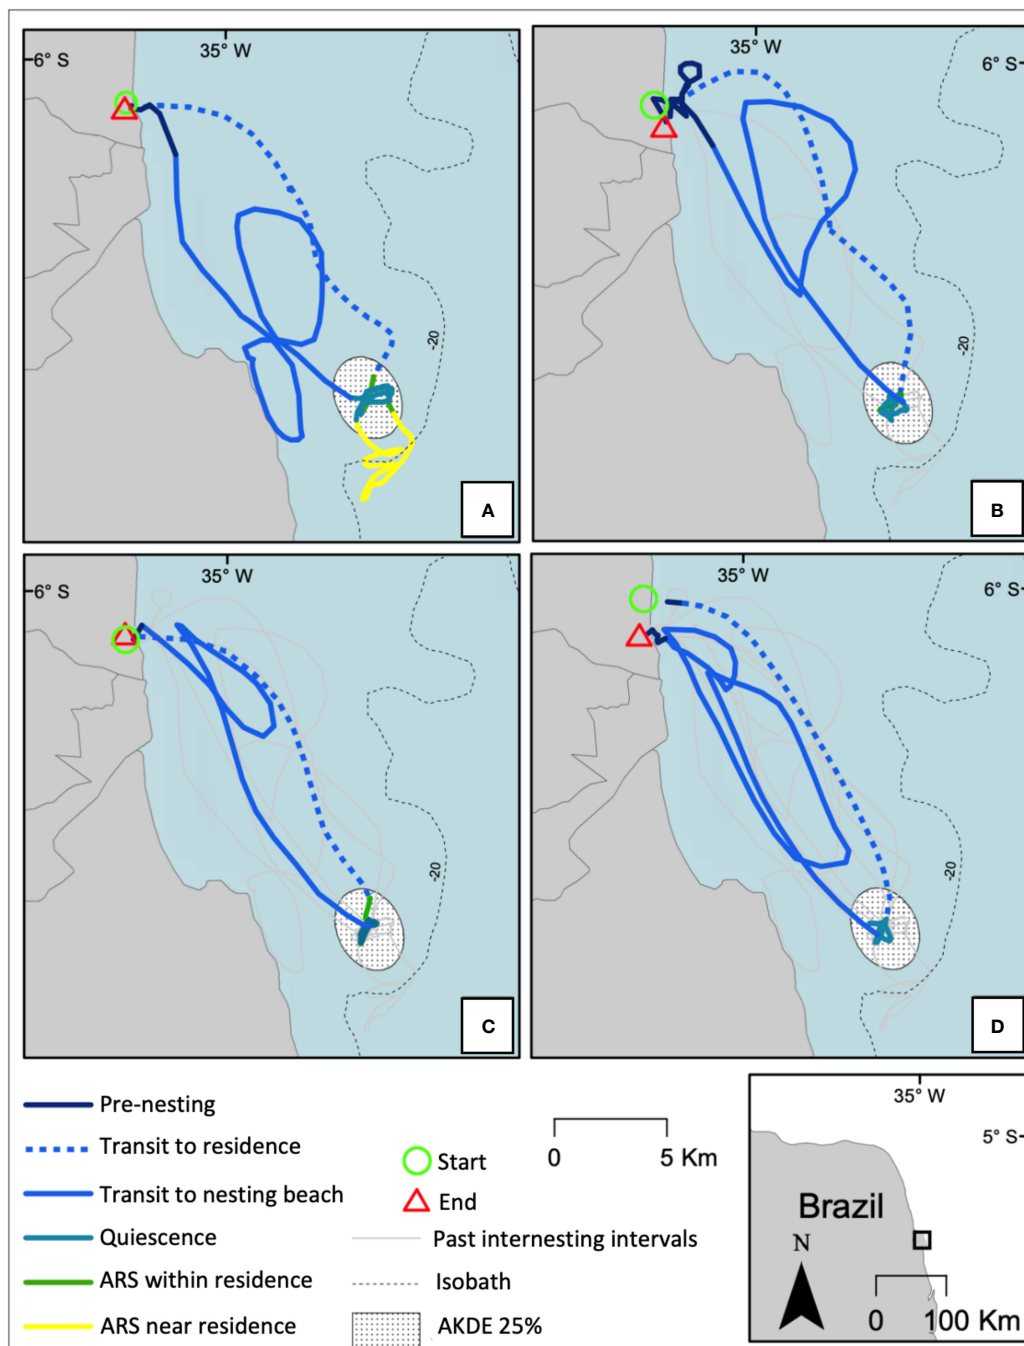 35° W
6° S
-20
A
35° W
6° S
-20
B
35° W
6° S
-20
C
35° W
6° S
-20
D
Pre-nesting
Transit to residence
Transit to nesting beach
Quiescence
ARS within residence
ARS near residence
0 5 Km
Start
End
Past internesting intervals
Isobath
AKDE 25%
35° W
5° S
Brazil
N
0 100 Km